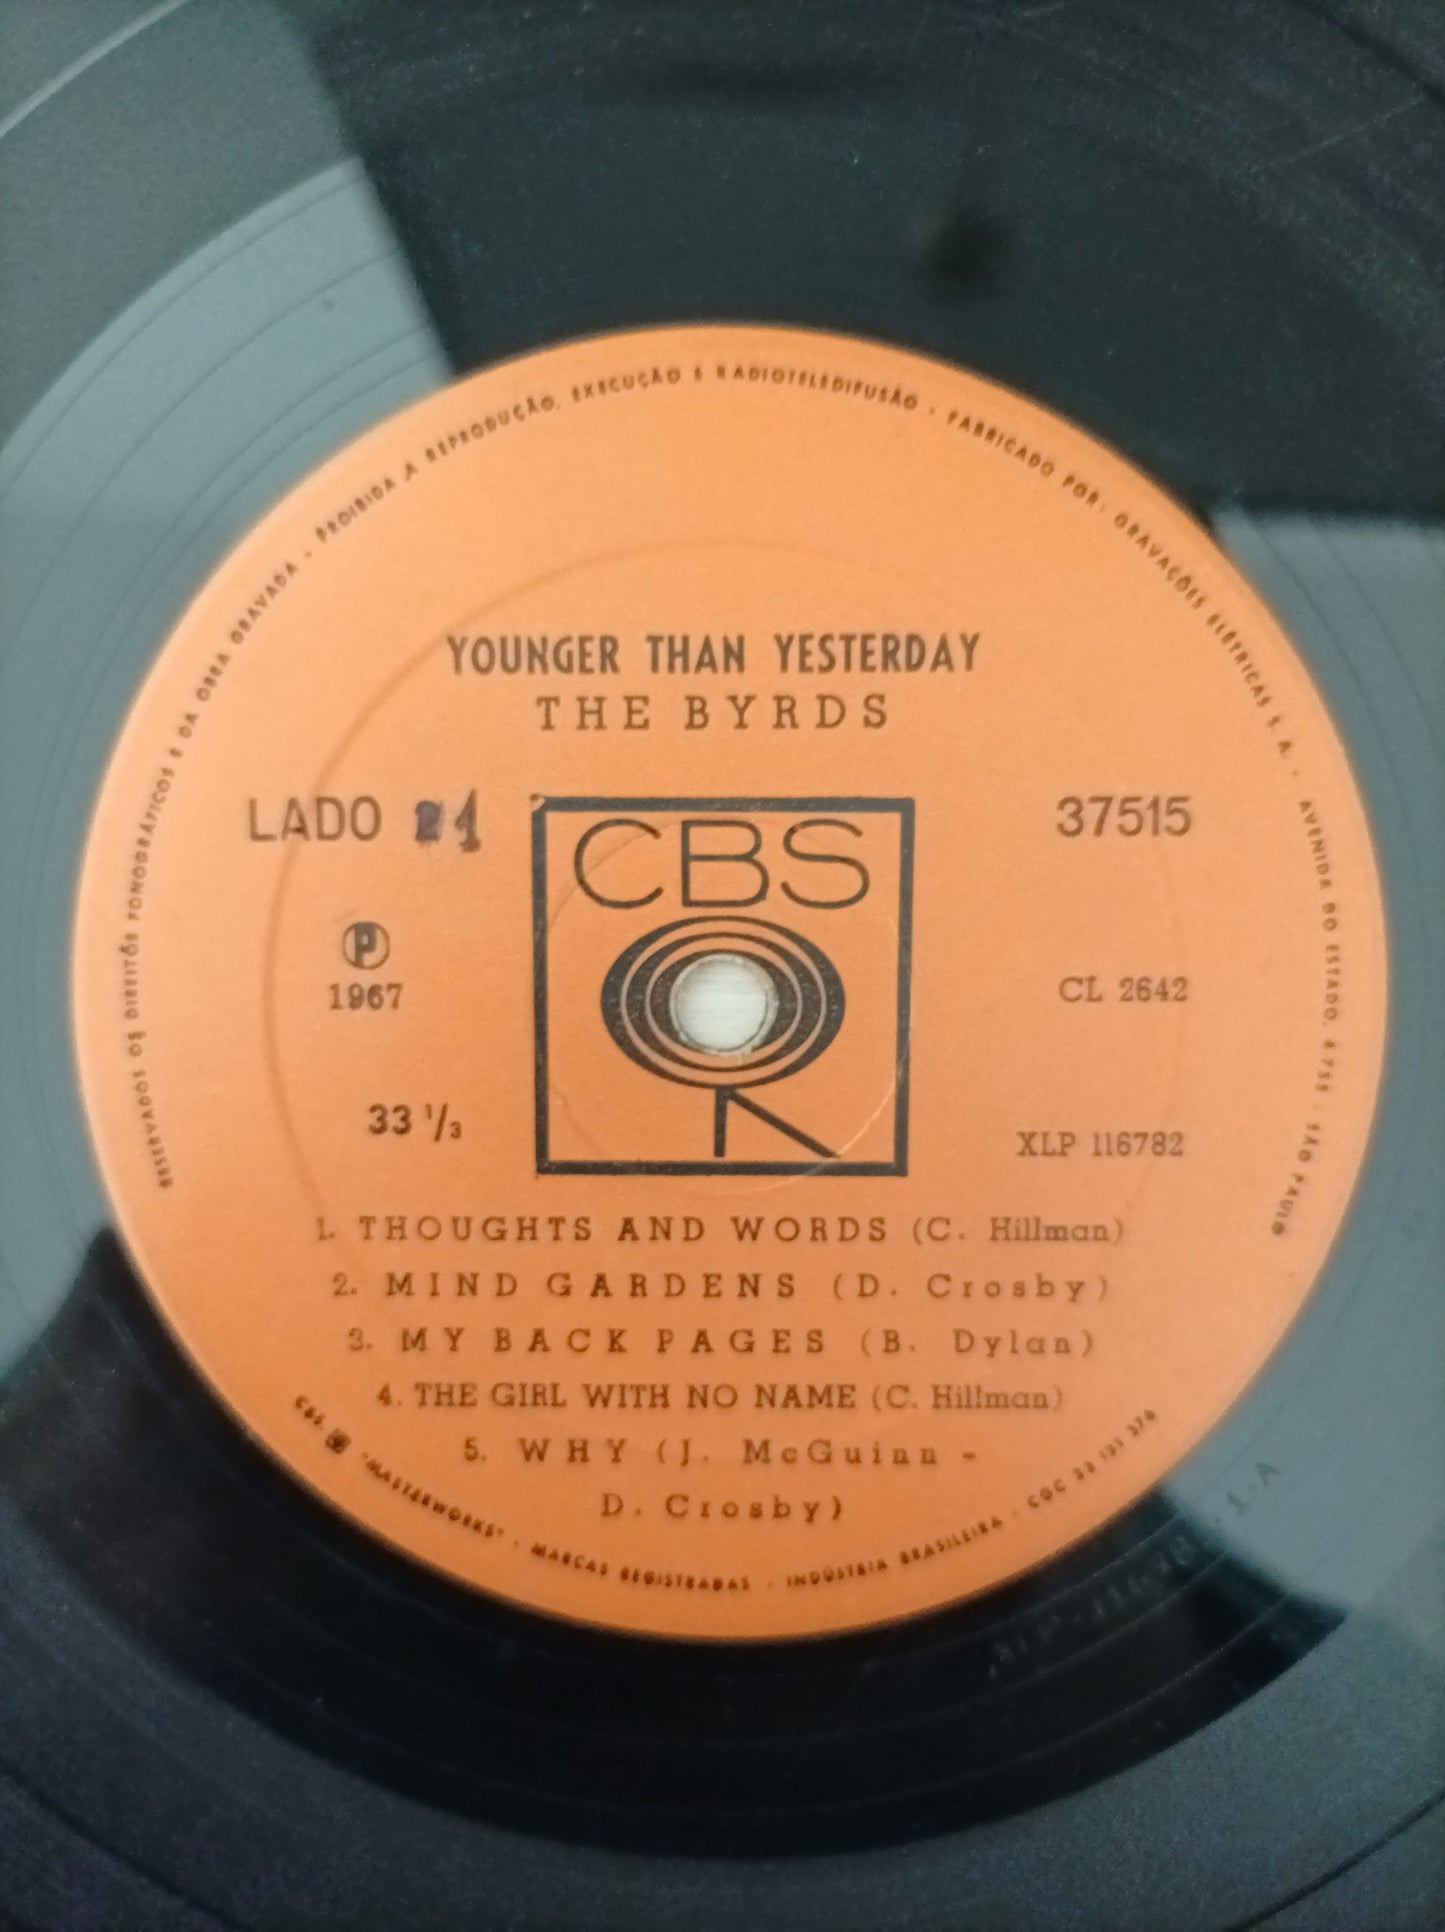 RESERVADOS OS DIREITOS FONOGRÁFICOS E DA OBRA GRAVADA - PROIBIDA A REPRODUÇÃO, EXECUÇÃO E RADIOTELEDIFUSÃO - FABRICADO POR: GRAVAÇÕES ELÉTRICAS S. A. - AVENIDA DO ESTADO, 4755 - SÃO PAULO
YOUNGER THAN YESTERDAY
THE BYRDS
LADO 21
37515
CBS
P
1967
CL 2642
33 1/3
XLP 116782
1. THOUGHTS AND WORDS (C. Hillman)
2. MIND GARDENS (D. Crosby)
3. MY BACK PAGES (B. Dylan)
4. THE GIRL WITH NO NAME (C. Hillman)
5. WHY (J. McGuinn -
D. Crosby)
CBS, "MASTERWORKS" - MARCAS REGISTRADAS - INDÚSTRIA BRASILEIRA - CGC